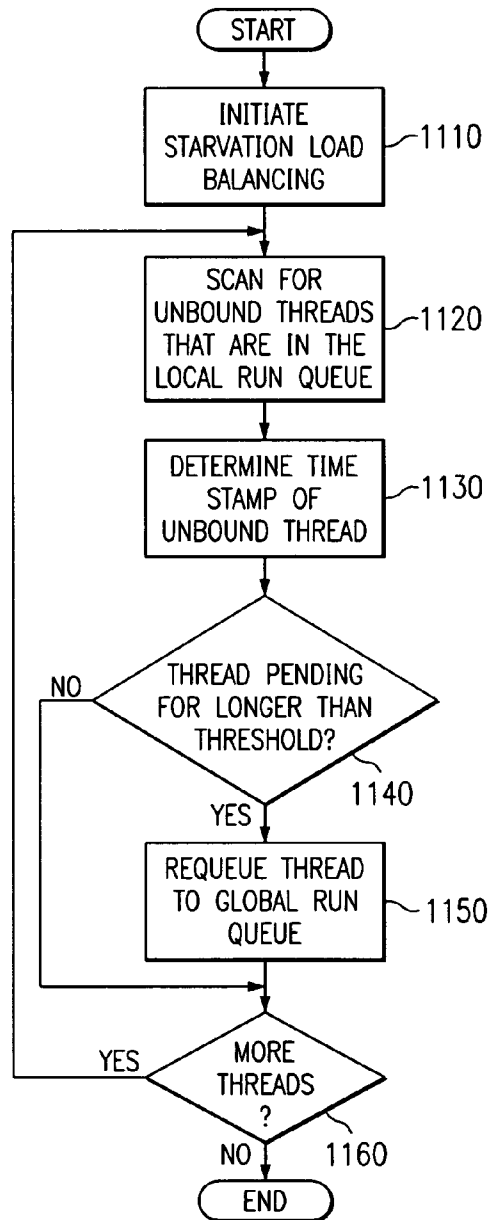 START
INITIATE
STARVATION LOAD
BALANCING
1110
SCAN FOR
UNBOUND THREADS
THAT ARE IN THE
LOCAL RUN QUEUE
1120
DETERMINE TIME
STAMP OF
UNBOUND THREAD
1130
NO
THREAD PENDING
FOR LONGER THAN
THRESHOLD?
1140
YES
REQUEUE THREAD
TO GLOBAL RUN
QUEUE
1150
YES
MORE
THREADS
?
1160
NO
END